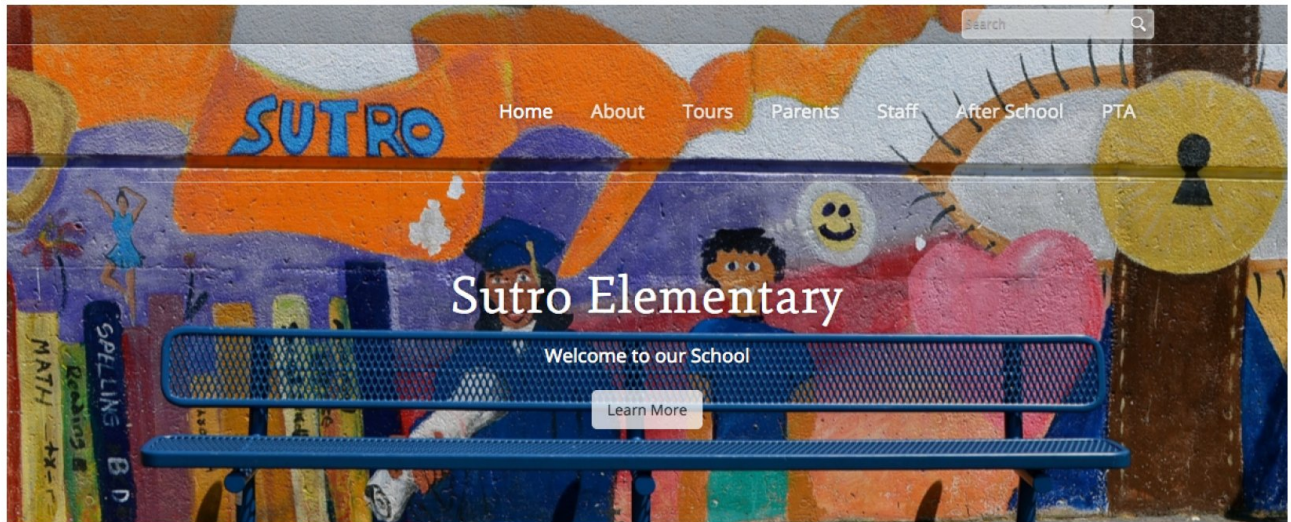 Search
SUTRO
Home About Tours Parents Staff After School PTA
Sutro Elementary
Welcome to our School
Learn More
MATH
Reading
SPELLING
B D